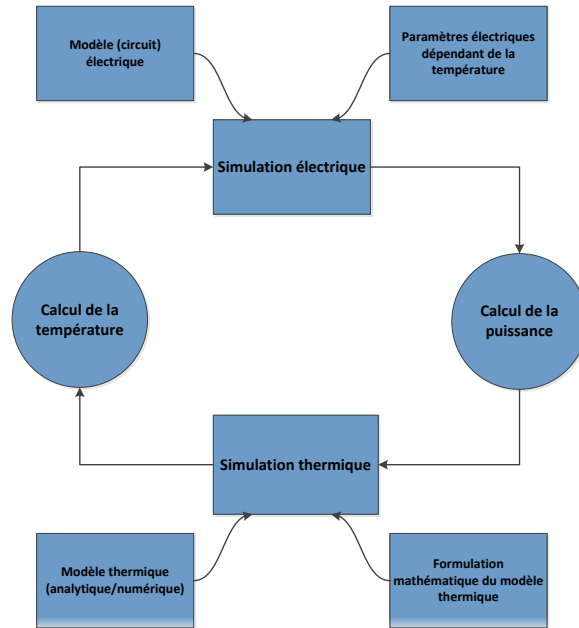 Modèle (circuit)
électrique
Paramètres électriques
dépendant de la
température
Simulation électrique
Calcul de la
température
Calcul de la
puissance
Simulation thermique
Modèle thermique
(analytique/numérique)
Formulation
mathématique du modèle
thermique